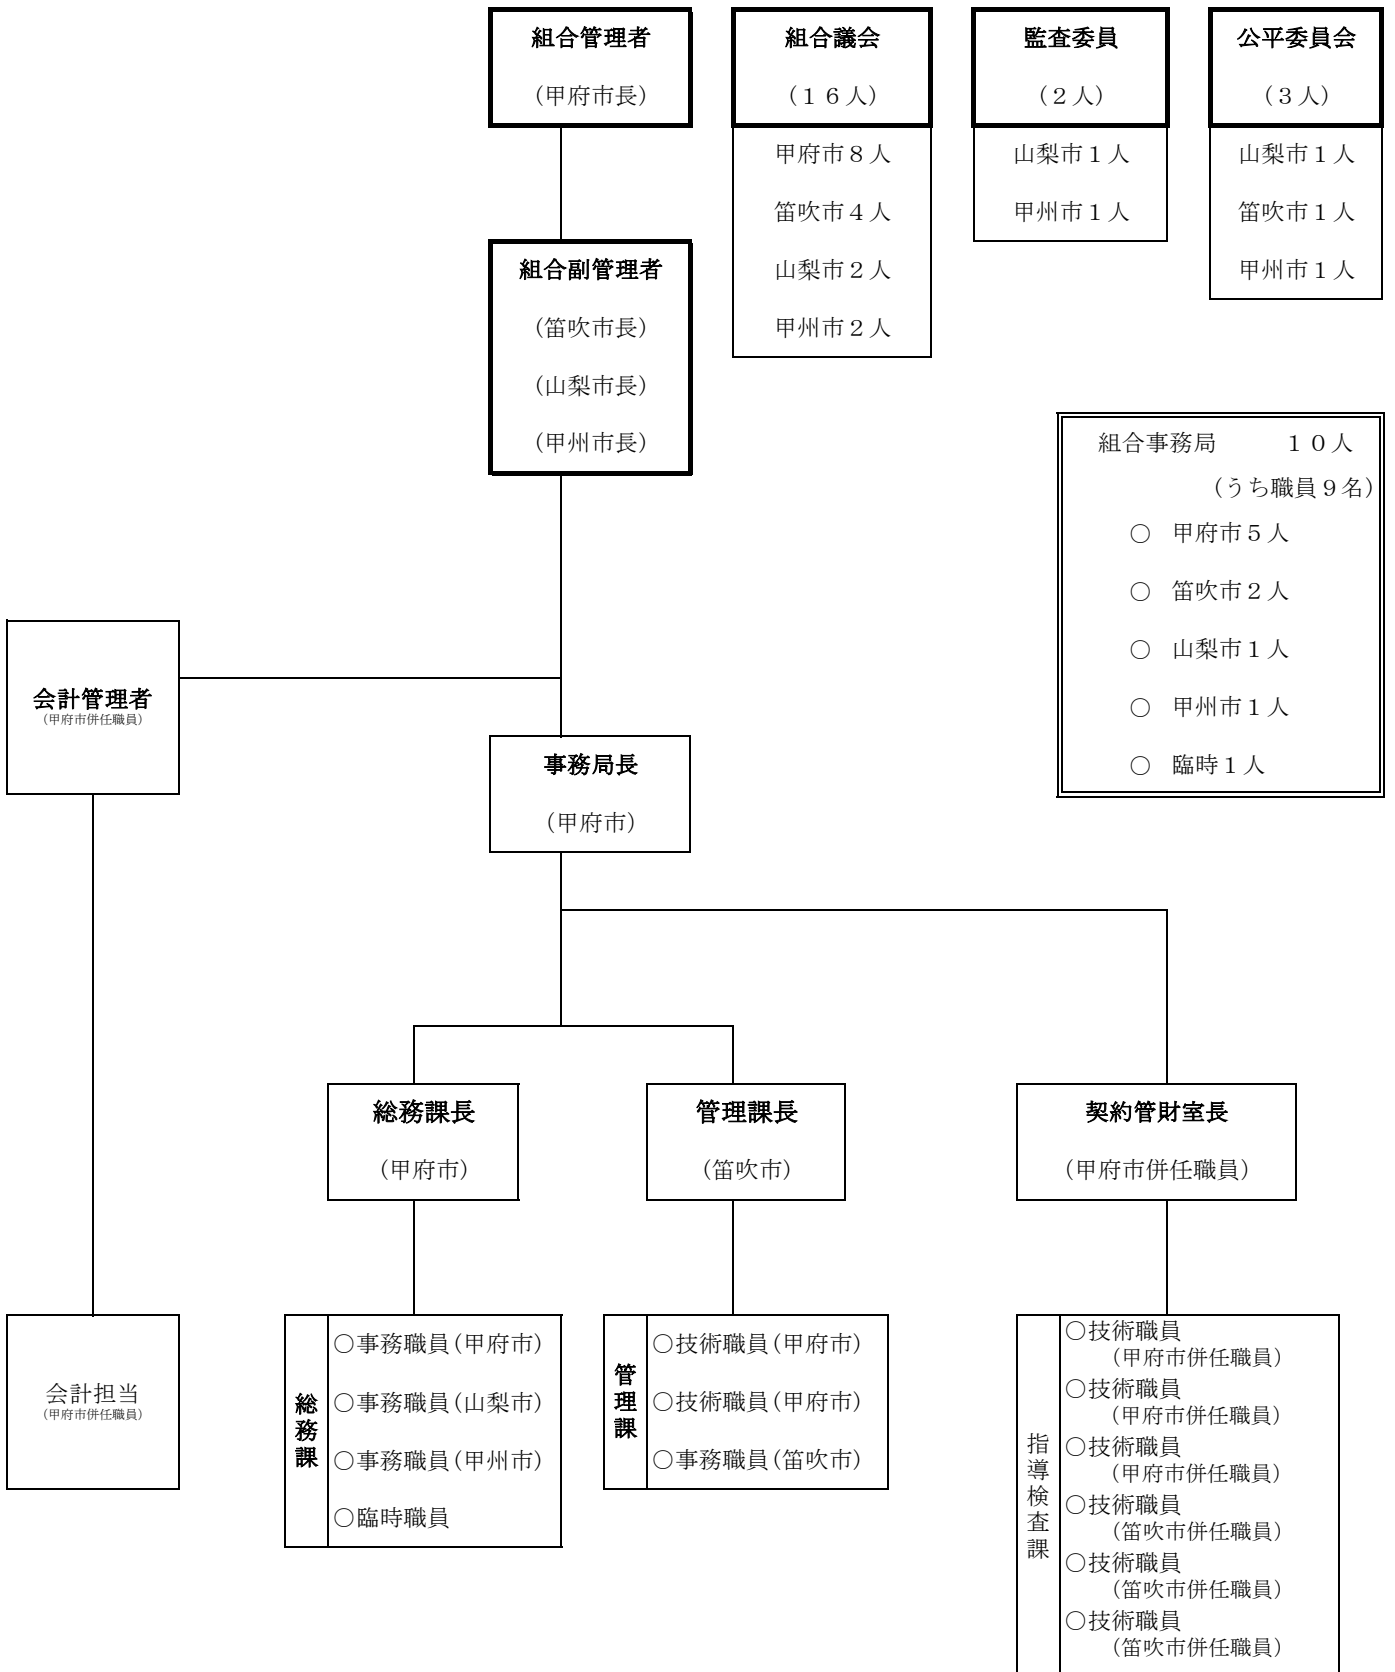 組合管理者
（甲府市長）
組合議会
（１６人）
甲府市８人
笛吹市４人
山梨市２人
甲州市２人
監査委員
（２人）
山梨市１人
甲州市１人
公平委員会
（３人）
山梨市１人
笛吹市１人
甲州市１人
組合副管理者
（笛吹市長）
（山梨市長）
（甲州市長）
組合事務局　　　１０人
（うち職員９名）
○　甲府市５人
○　笛吹市２人
○　山梨市１人
○　甲州市１人
○　臨時１人
会計管理者
（甲府市併任職員）
事務局長
（甲府市）
総務課長
（甲府市）
管理課長
（笛吹市）
契約管財室長
（甲府市併任職員）
会計担当
（甲府市併任職員）
総務課
○事務職員（甲府市）
○事務職員（山梨市）
○事務職員（甲州市）
○臨時職員
管理課
○技術職員（甲府市）
○技術職員（甲府市）
○事務職員（笛吹市）
指導検査課
○技術職員
（甲府市併任職員）
○技術職員
（甲府市併任職員）
○技術職員
（甲府市併任職員）
○技術職員
（笛吹市併任職員）
○技術職員
（笛吹市併任職員）
○技術職員
（笛吹市併任職員）